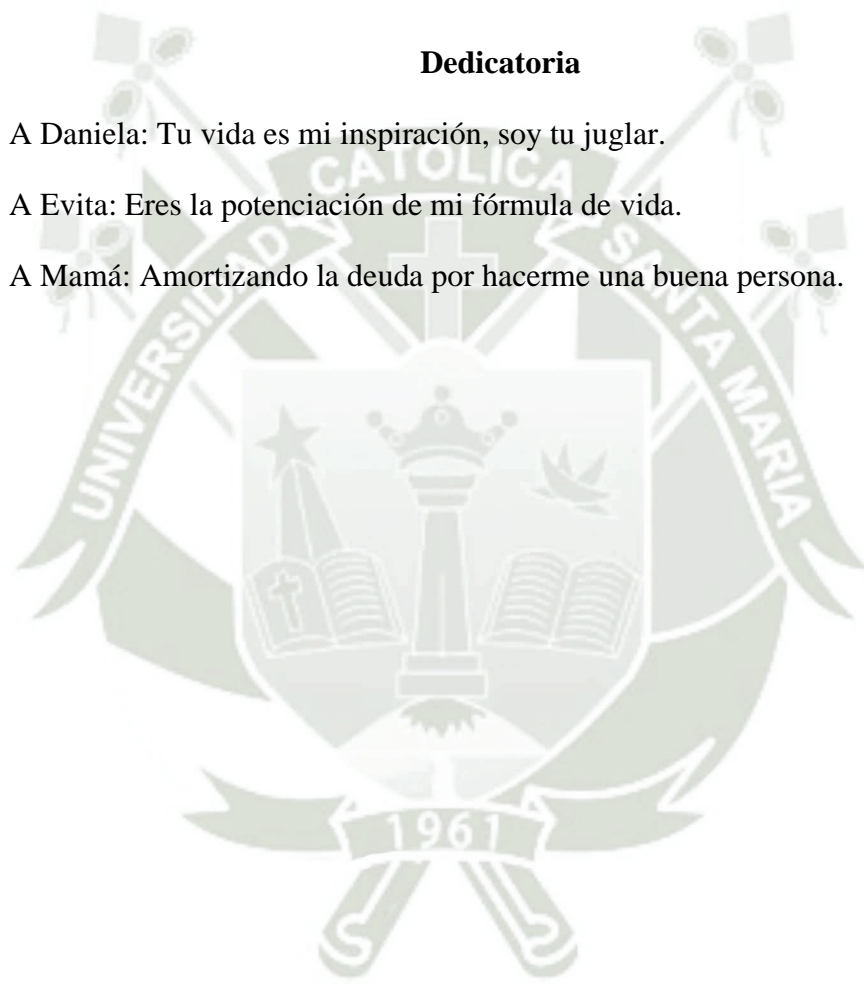 Dedicatoria
A Daniela: Tu vida es mi inspiración, soy tu juglar.
A Evita: Eres la potenciación de mi fórmula de vida.
A Mamá: Amortizando la deuda por hacerme una buena persona.
UNIVERSIDAD CATOLICA SANTA MARIA
1961